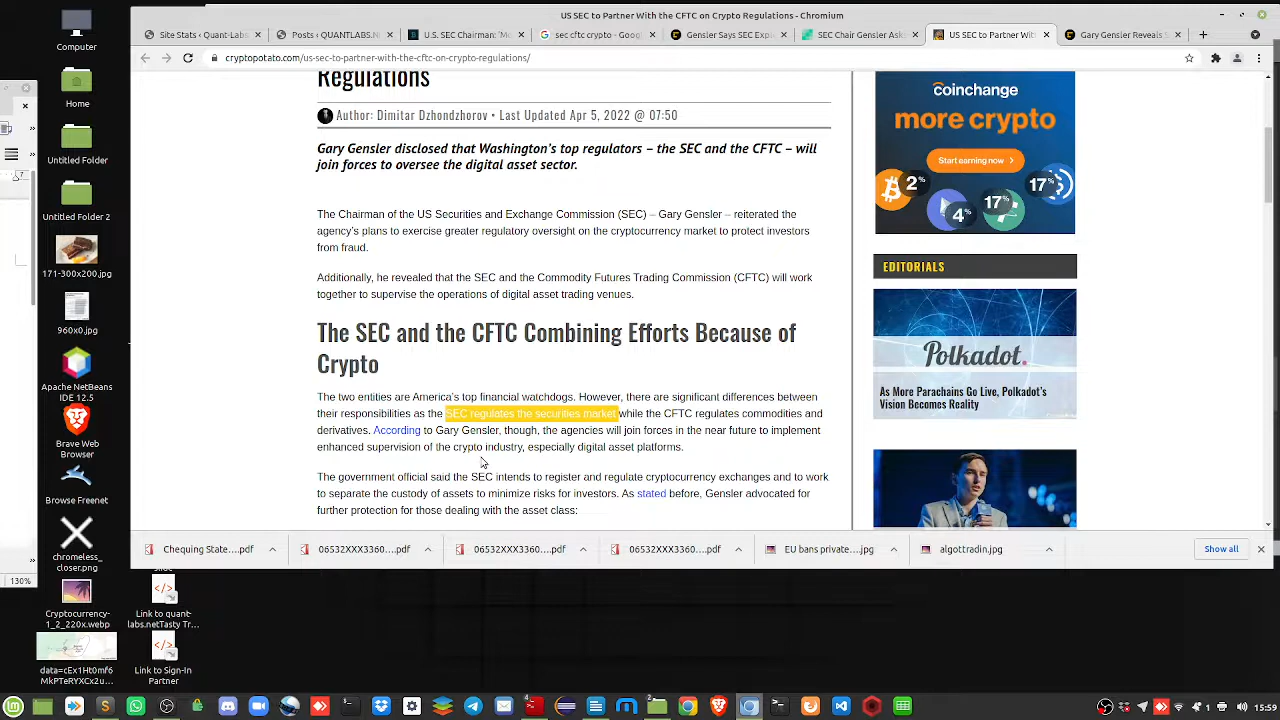 US SEC to Partner With the CFTC on Crypto Regulations - Chromium
Site Stats ‹ Quant-Labs.
Posts ‹ QUANTLABS.N
U.S. SEC Chairman: 'Me
sec cftc crypto - Googl
Gensler Says SEC Expl
SEC Chair Gensler Ask
US SEC to Partner Wit
Gary Gensler Reveals S
cryptopotato.com/us-sec-to-partner-with-the-cftc-on-crypto-regulations/
Computer
Home
Untitled Folder
Untitled Folder 2
171-300x200.jpg
960x0.jpg
Apache NetBeans
IDE 12.5
Brave Web
Browser
Browse Freenet
chromeless_
closer.png
Cryptocurrency-
1_2_220x.webp
data=cEx1Ht0mf6
MkPTeRYXCx2u...
Regulations
Author: Dimitar Dzhondzhorov • Last Updated Apr 5, 2022 @ 07:50
Gary Gensler disclosed that Washington's top regulators – the SEC and the CFTC – will
join forces to oversee the digital asset sector.
The Chairman of the US Securities and Exchange Commission (SEC) – Gary Gensler – reiterated the
agency's plans to exercise greater regulatory oversight on the cryptocurrency market to protect investors
from fraud.
Additionally, he revealed that the SEC and the Commodity Futures Trading Commission (CFTC) will work
together to supervise the operations of digital asset trading venues.
The SEC and the CFTC Combining Efforts Because of
Crypto
The two entities are America's top financial watchdogs. However, there are significant differences between
their responsibilities as the SEC regulates the securities market while the CFTC regulates commodities and
derivatives. According to Gary Gensler, though, the agencies will join forces in the near future to implement
enhanced supervision of the crypto industry, especially digital asset platforms.
The government official said the SEC intends to register and regulate cryptocurrency exchanges and to work
to separate the custody of assets to minimize risks for investors. As stated before, Gensler advocated for
further protection for those dealing with the asset class:
coinchange
more crypto
Start earning now
2%
4%
17%
17%
EDITORIALS
Polkadot.
As More Parachains Go Live, Polkadot's
Vision Becomes Reality
Chequing State....pdf
06532XXX3360....pdf
06532XXX3360....pdf
06532XXX3360....pdf
EU bans private....jpg
algottradin.jpg
Show all
130%
Link to quant-
labs.netTasty Tr...
Link to Sign-In
Partner
4
2
1
15:59